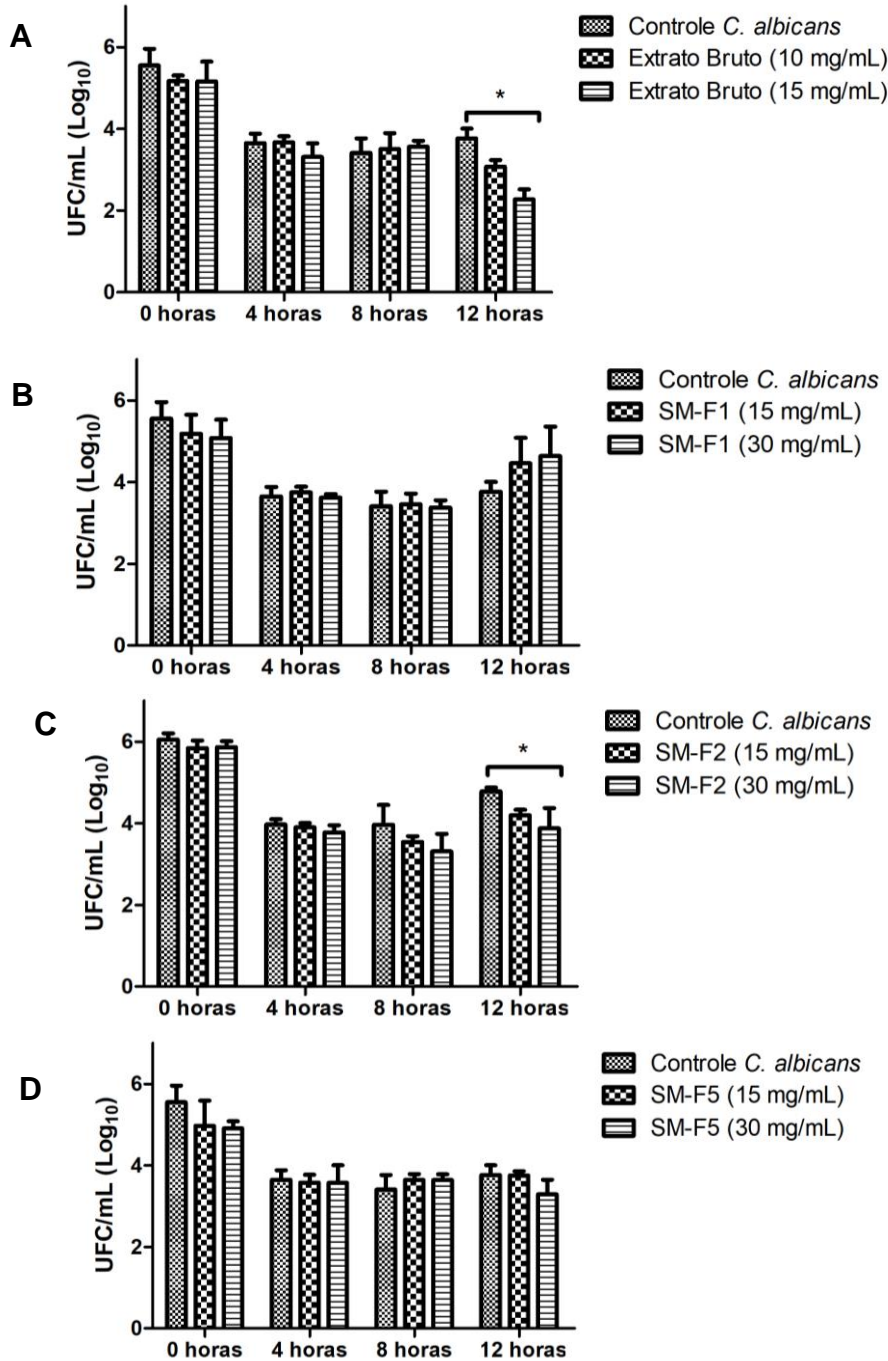 A
UFC/mL (Log10)
6
4
2
0
*
0 horas 4 horas 8 horas 12 horas
Controle C. albicans
Extrato Bruto (10 mg/mL)
Extrato Bruto (15 mg/mL)
B
UFC/mL (Log10)
6
4
2
0
0 horas 4 horas 8 horas 12 horas
Controle C. albicans
SM-F1 (15 mg/mL)
SM-F1 (30 mg/mL)
C
UFC/mL (Log10)
6
4
2
0
*
0 horas 4 horas 8 horas 12 horas
Controle C. albicans
SM-F2 (15 mg/mL)
SM-F2 (30 mg/mL)
D
UFC/mL (Log10)
6
4
2
0
0 horas 4 horas 8 horas 12 horas
Controle C. albicans
SM-F5 (15 mg/mL)
SM-F5 (30 mg/mL)